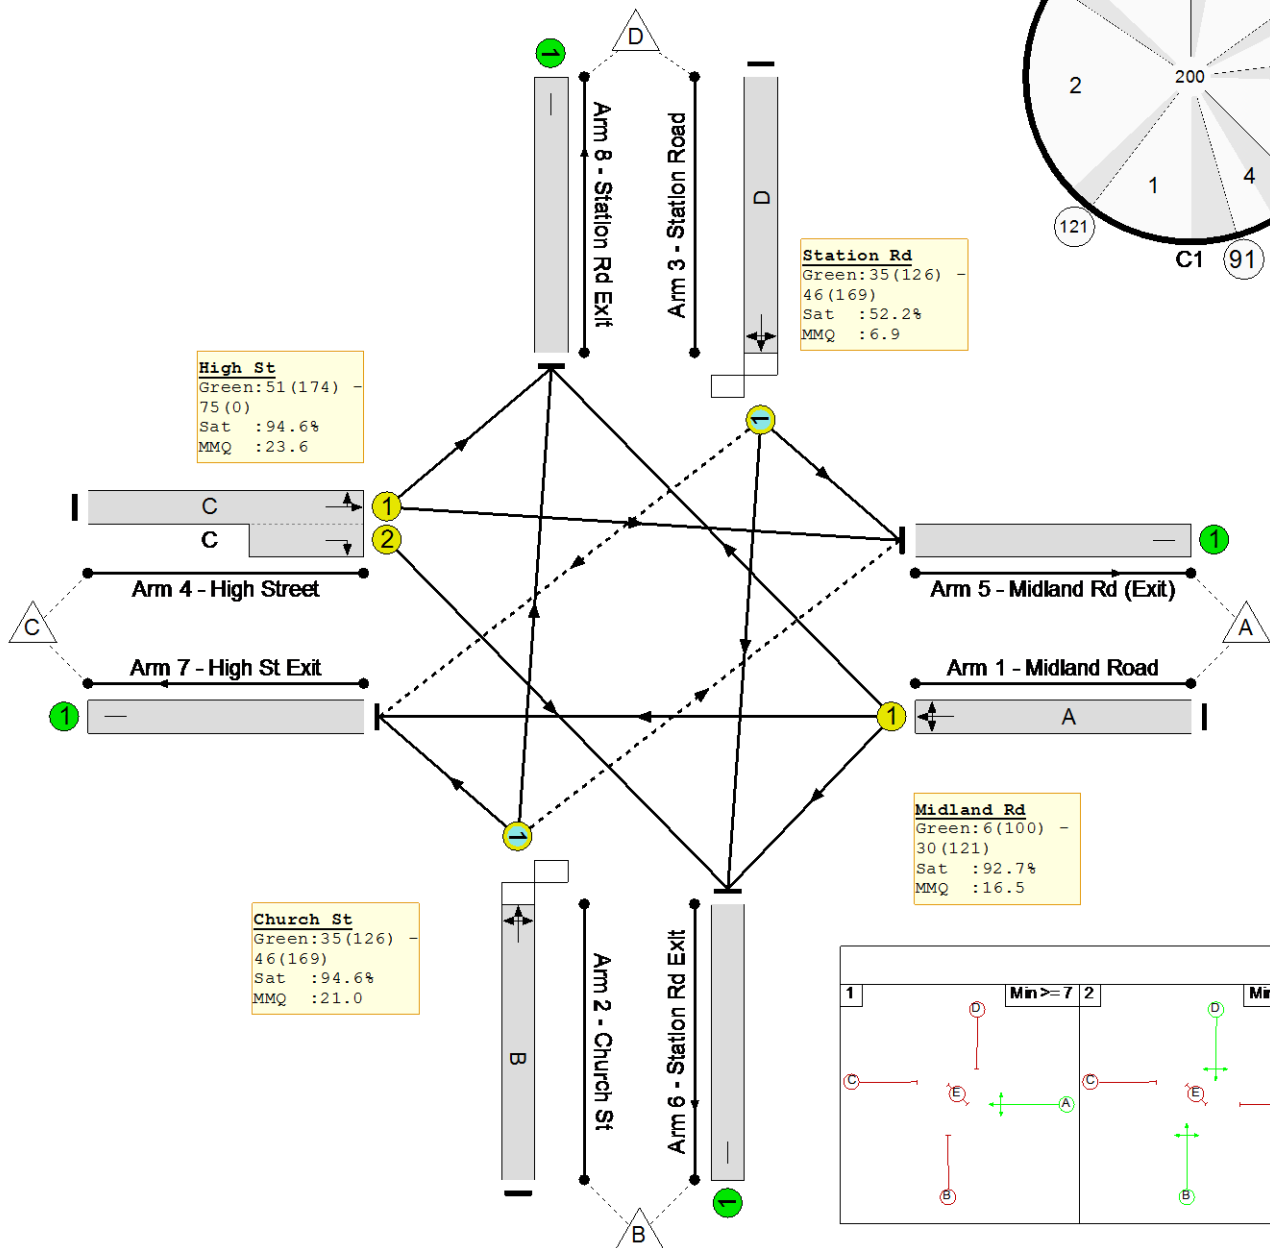 D
1
Arm 8 - Station Rd Exit
Arm 3 - Station Road
D
200
2
1
4
121
C1
91
Station Rd
Green:35(126) -
46(169)
Sat :52.2%
MMQ :6.9
High St
Green:51(174) -
75(0)
Sat :94.6%
MMQ :23.6
1
C
1
C
2
1
Arm 4 - High Street
Arm 5 - Midland Rd (Exit)
C
A
Arm 7 - High St Exit
Arm 1 - Midland Road
1
1
A
Midland Rd
Green:6(100) -
30(121)
Sat :92.7%
MMQ :16.5
1
Church St
Green:35(126) -
46(169)
Sat :94.6%
MMQ :21.0
B
Arm 2 - Church St
Arm 6 - Station Rd Exit
1
B
1
Min >= 7
2
D
C
E
A
B
D
C
E
B